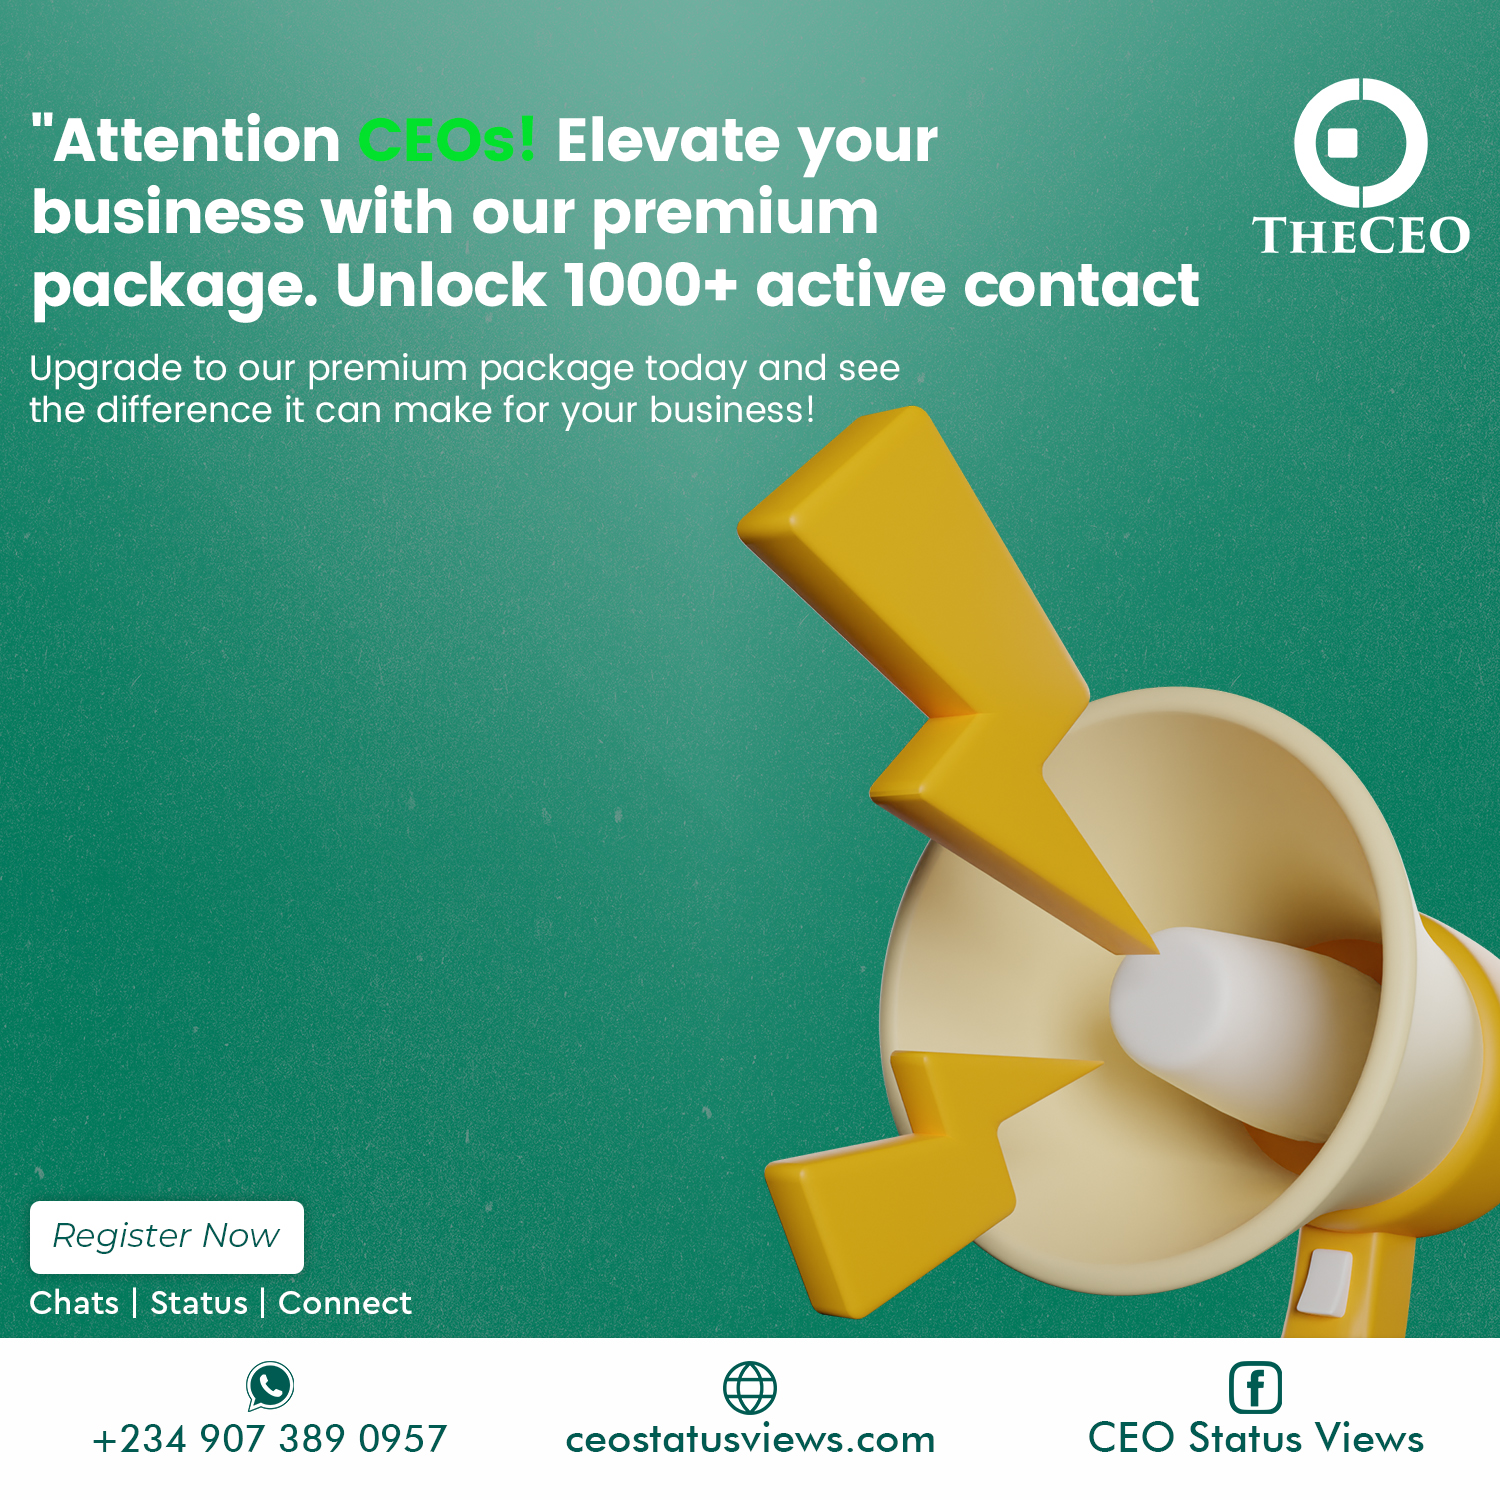 "Attention CEOs! Elevate your
business with our premium
package. Unlock 1000+ active contact
THECEO
Upgrade to our premium package today and see
the difference it can make for your business!
Register Now
Chats | Status | Connect
+234 907 389 0957
ceostatusviews.com
CEO Status Views